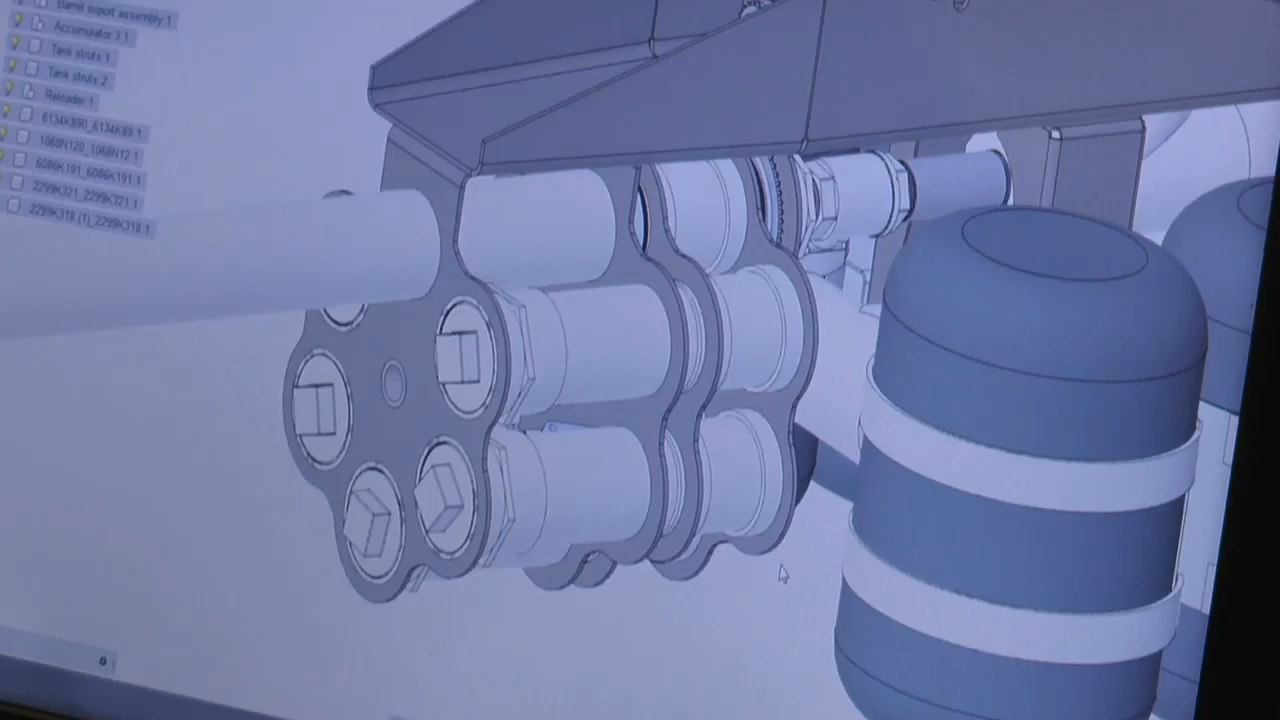 Barrel suport assembly:1
Accumulator 3:1
Tank struts:1
Tank struts:2
Reloader:1
6134K890_6134K89:1
1068N120_1068N12:1
6086K191_6086K191:1
2299K321_2299K321:1
2299K318 (1)_2299K318:1